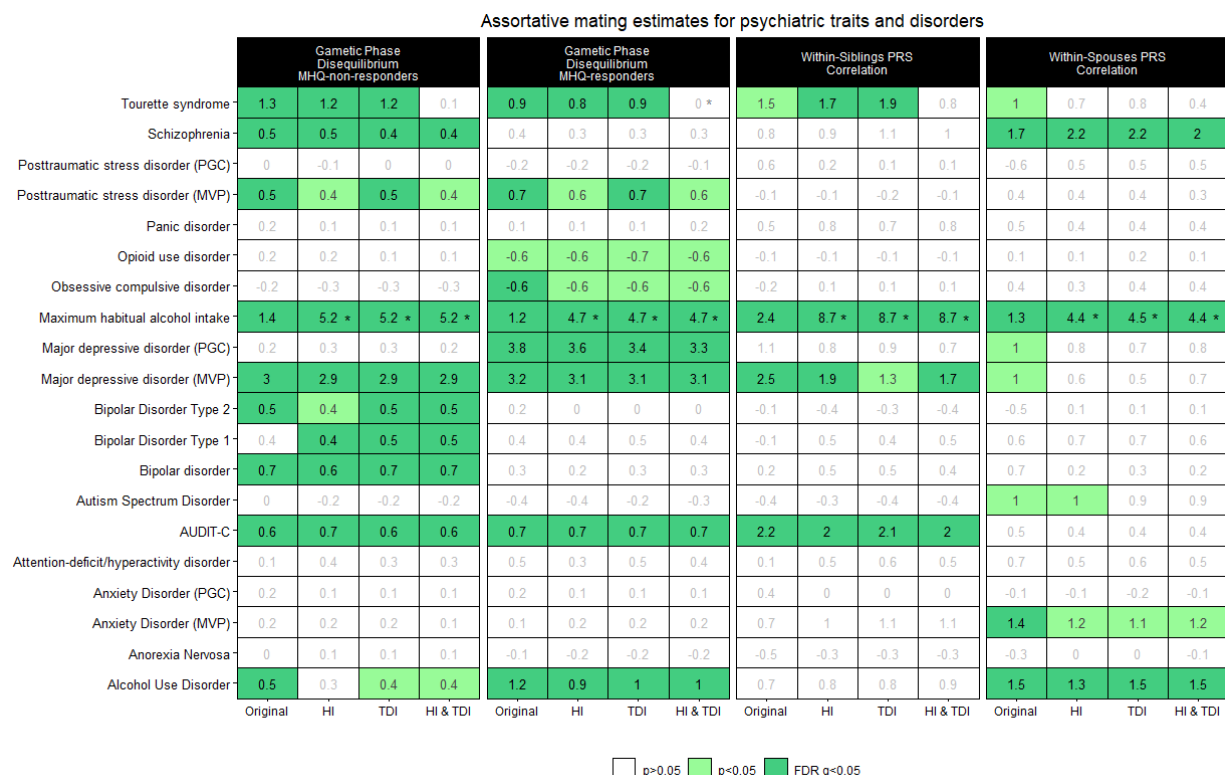 Assortative mating estimates for psychiatric traits and disorders
Gametic Phase
Disequilibrium
MHQ-non-responders
Gametic Phase
Disequilibrium
MHQ-responders
Within-Siblings PRS
Correlation
Within-Spouses PRS
Correlation
Tourette syndrome 1.3 1.2 1.2 0.1 0.9 0.8 0.9 0 * 1.5 1.7 1.9 0.8 1 0.7 0.8 0.4
Schizophrenia 0.5 0.5 0.4 0.4 0.4 0.3 0.3 0.3 0.8 0.9 1.1 1 1.7 2.2 2.2 2
Posttraumatic stress disorder (PGC) 0 -0.1 0 0 -0.2 -0.2 -0.2 -0.1 0.6 0.2 0.1 0.1 -0.6 0.5 0.5 0.5
Posttraumatic stress disorder (MVP) 0.5 0.4 0.5 0.4 0.7 0.6 0.7 0.6 -0.1 -0.1 -0.2 -0.1 0.4 0.4 0.4 0.3
Panic disorder 0.2 0.1 0.1 0.1 0.1 0.1 0.1 0.2 0.5 0.8 0.7 0.8 0.5 0.4 0.4 0.4
Opioid use disorder 0.2 0.2 0.1 0.1 -0.6 -0.6 -0.7 -0.6 -0.1 -0.1 -0.1 -0.1 0.1 0.1 0.2 0.1
Obsessive compulsive disorder -0.2 -0.3 -0.3 -0.3 -0.6 -0.6 -0.6 -0.6 -0.2 0.1 0.1 0.1 0.4 0.3 0.4 0.4
Maximum habitual alcohol intake 1.4 5.2 * 5.2 * 5.2 * 1.2 4.7 * 4.7 * 4.7 * 2.4 8.7 * 8.7 * 8.7 * 1.3 4.4 * 4.5 * 4.4 *
Major depressive disorder (PGC) 0.2 0.3 0.3 0.2 3.8 3.6 3.4 3.3 1.1 0.8 0.9 0.7 1 0.8 0.7 0.8
Major depressive disorder (MVP) 3 2.9 2.9 2.9 3.2 3.1 3.1 3.1 2.5 1.9 1.3 1.7 1 0.6 0.5 0.7
Bipolar Disorder Type 2 0.5 0.4 0.5 0.5 0.2 0 0 0 -0.1 -0.4 -0.3 -0.4 -0.5 0.1 0.1 0.1
Bipolar Disorder Type 1 0.4 0.4 0.5 0.5 0.4 0.4 0.5 0.4 -0.1 0.5 0.4 0.5 0.6 0.7 0.7 0.6
Bipolar disorder 0.7 0.6 0.7 0.7 0.3 0.2 0.3 0.3 0.2 0.5 0.5 0.4 0.7 0.2 0.3 0.2
Autism Spectrum Disorder 0 -0.2 -0.2 -0.2 -0.4 -0.4 -0.2 -0.3 -0.4 -0.3 -0.4 -0.4 1 1 0.9 0.9
AUDIT-C 0.6 0.7 0.6 0.6 0.7 0.7 0.7 0.7 2.2 2 2.1 2 0.5 0.4 0.4 0.4
Attention-deficit/hyperactivity disorder 0.1 0.4 0.3 0.3 0.5 0.3 0.5 0.4 0.1 0.5 0.6 0.5 0.7 0.5 0.6 0.5
Anxiety Disorder (PGC) 0.2 0.1 0.1 0.1 0.2 0.1 0.1 0.1 0.4 0 0 0 -0.1 -0.1 -0.2 -0.1
Anxiety Disorder (MVP) 0.2 0.2 0.2 0.1 0.1 0.2 0.2 0.2 0.7 1 1.1 1.1 1.4 1.2 1.1 1.2
Anorexia Nervosa 0 0.1 0.1 0.1 -0.1 -0.2 -0.2 -0.2 -0.5 -0.3 -0.3 -0.3 -0.3 0 0 -0.1
Alcohol Use Disorder 0.5 0.3 0.4 0.4 1.2 0.9 1 1 0.7 0.8 0.8 0.9 1.5 1.3 1.5 1.5
Original HI TDI HI & TDI Original HI TDI HI & TDI Original HI TDI HI & TDI Original HI TDI HI & TDI
p>0.05 p<0.05 FDR q<0.05